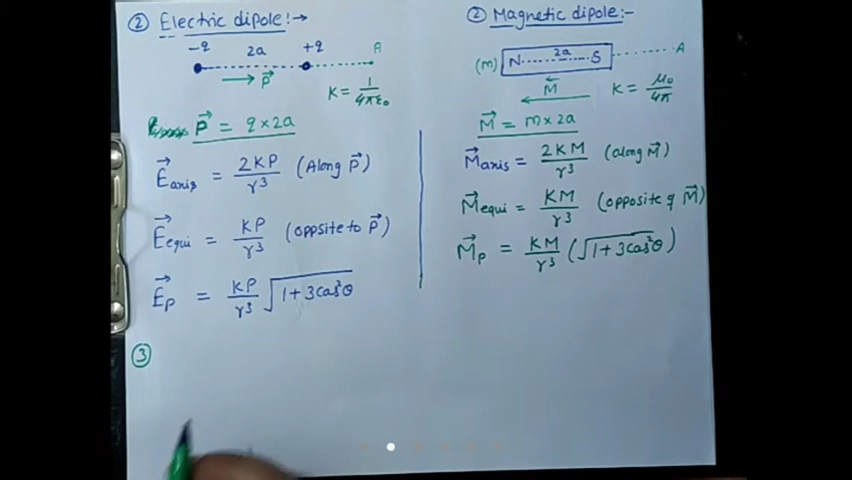 ② Electric dipole:→
-q 2a +q A
→ P⃗
K = 1/4πε₀
P⃗ = q × 2a
E⃗axis = 2KP/r³ (Along P⃗)
E⃗equi = KP/r³ (oppsite to P⃗)
E⃗p = KP/r³ √1+3cos²θ
③
② Magnetic dipole:-
(m) N 2a S A
M⃗
K = μ₀/4π
M⃗ = m × 2a
M⃗axis = 2KM/r³ (along M⃗)
M⃗equi = KM/r³ (opposite of M⃗)
M⃗p = KM/r³ (√1+3cos²θ)